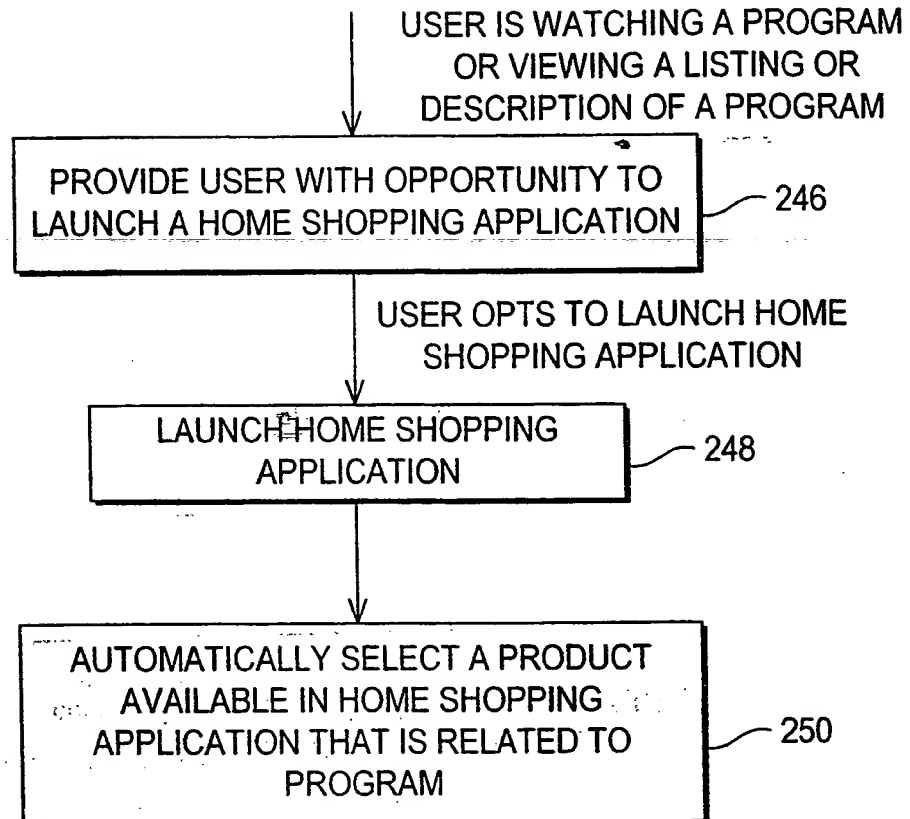 USER IS WATCHING A PROGRAM
OR VIEWING A LISTING OR
DESCRIPTION OF A PROGRAM
PROVIDE USER WITH OPPORTUNITY TO
LAUNCH A HOME SHOPPING APPLICATION
246
USER OPTS TO LAUNCH HOME
SHOPPING APPLICATION
LAUNCH HOME SHOPPING
APPLICATION
248
AUTOMATICALLY SELECT A PRODUCT
AVAILABLE IN HOME SHOPPING
APPLICATION THAT IS RELATED TO
PROGRAM
250